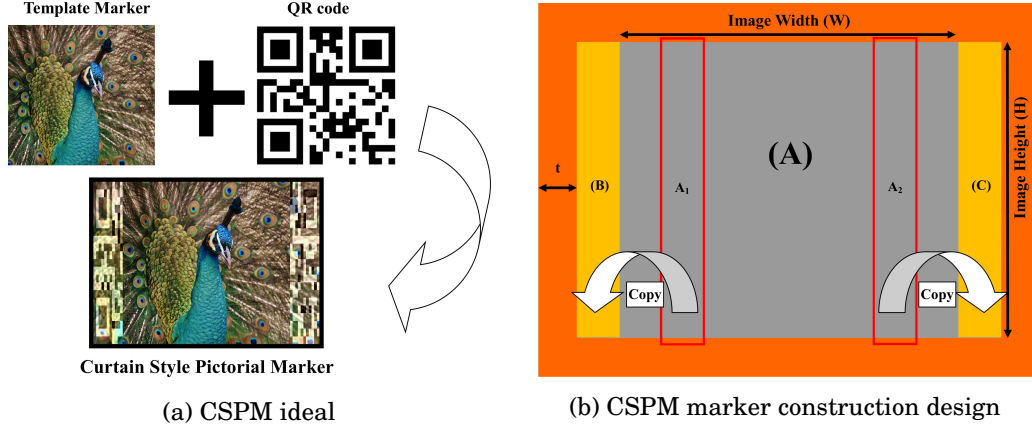 Template Marker
QR code
Curtain Style Pictorial Marker
(a) CSPM ideal
Image Width (W)
(A)
Image Height (H)
t
(B)
A1
A2
(C)
Copy
Copy
(b) CSPM marker construction design